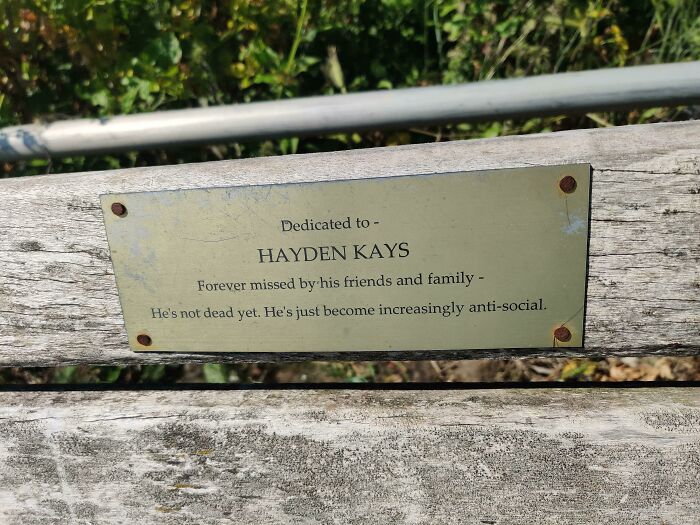 Dedicated to -
HAYDEN KAYS
Forever missed by his friends and family -
He's not dead yet. He's just become increasingly anti-social.